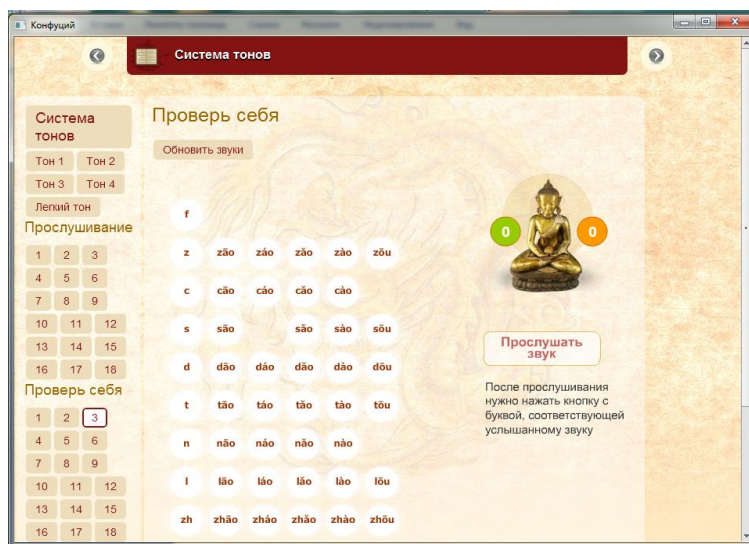 Конфуций
Система тонов
Система
тонов
Тон 1 Тон 2
Тон 3 Тон 4
Легкий тон
Прослушивание
1 2 3
4 5 6
7 8 9
10 11 12
13 14 15
16 17 18
Проверь себя
1 2 3
4 5 6
7 8 9
10 11 12
13 14 15
16 17 18
Проверь себя
Обновить звуки
f
z zāo záo zǎo zào zōu
c cāo cáo cǎo cào
s sāo sǎo sào sōu
d dāo dáo dǎo dào dōu
t tāo táo tǎo tào tōu
n nāo náo nǎo nào
l lāo láo lǎo lào lōu
zh zhāo zháo zhǎo zhào zhōu
0 0
Прослушать
звук
После прослушивания
нужно нажать кнопку с
буквой, соответствующей
услышанному звуку